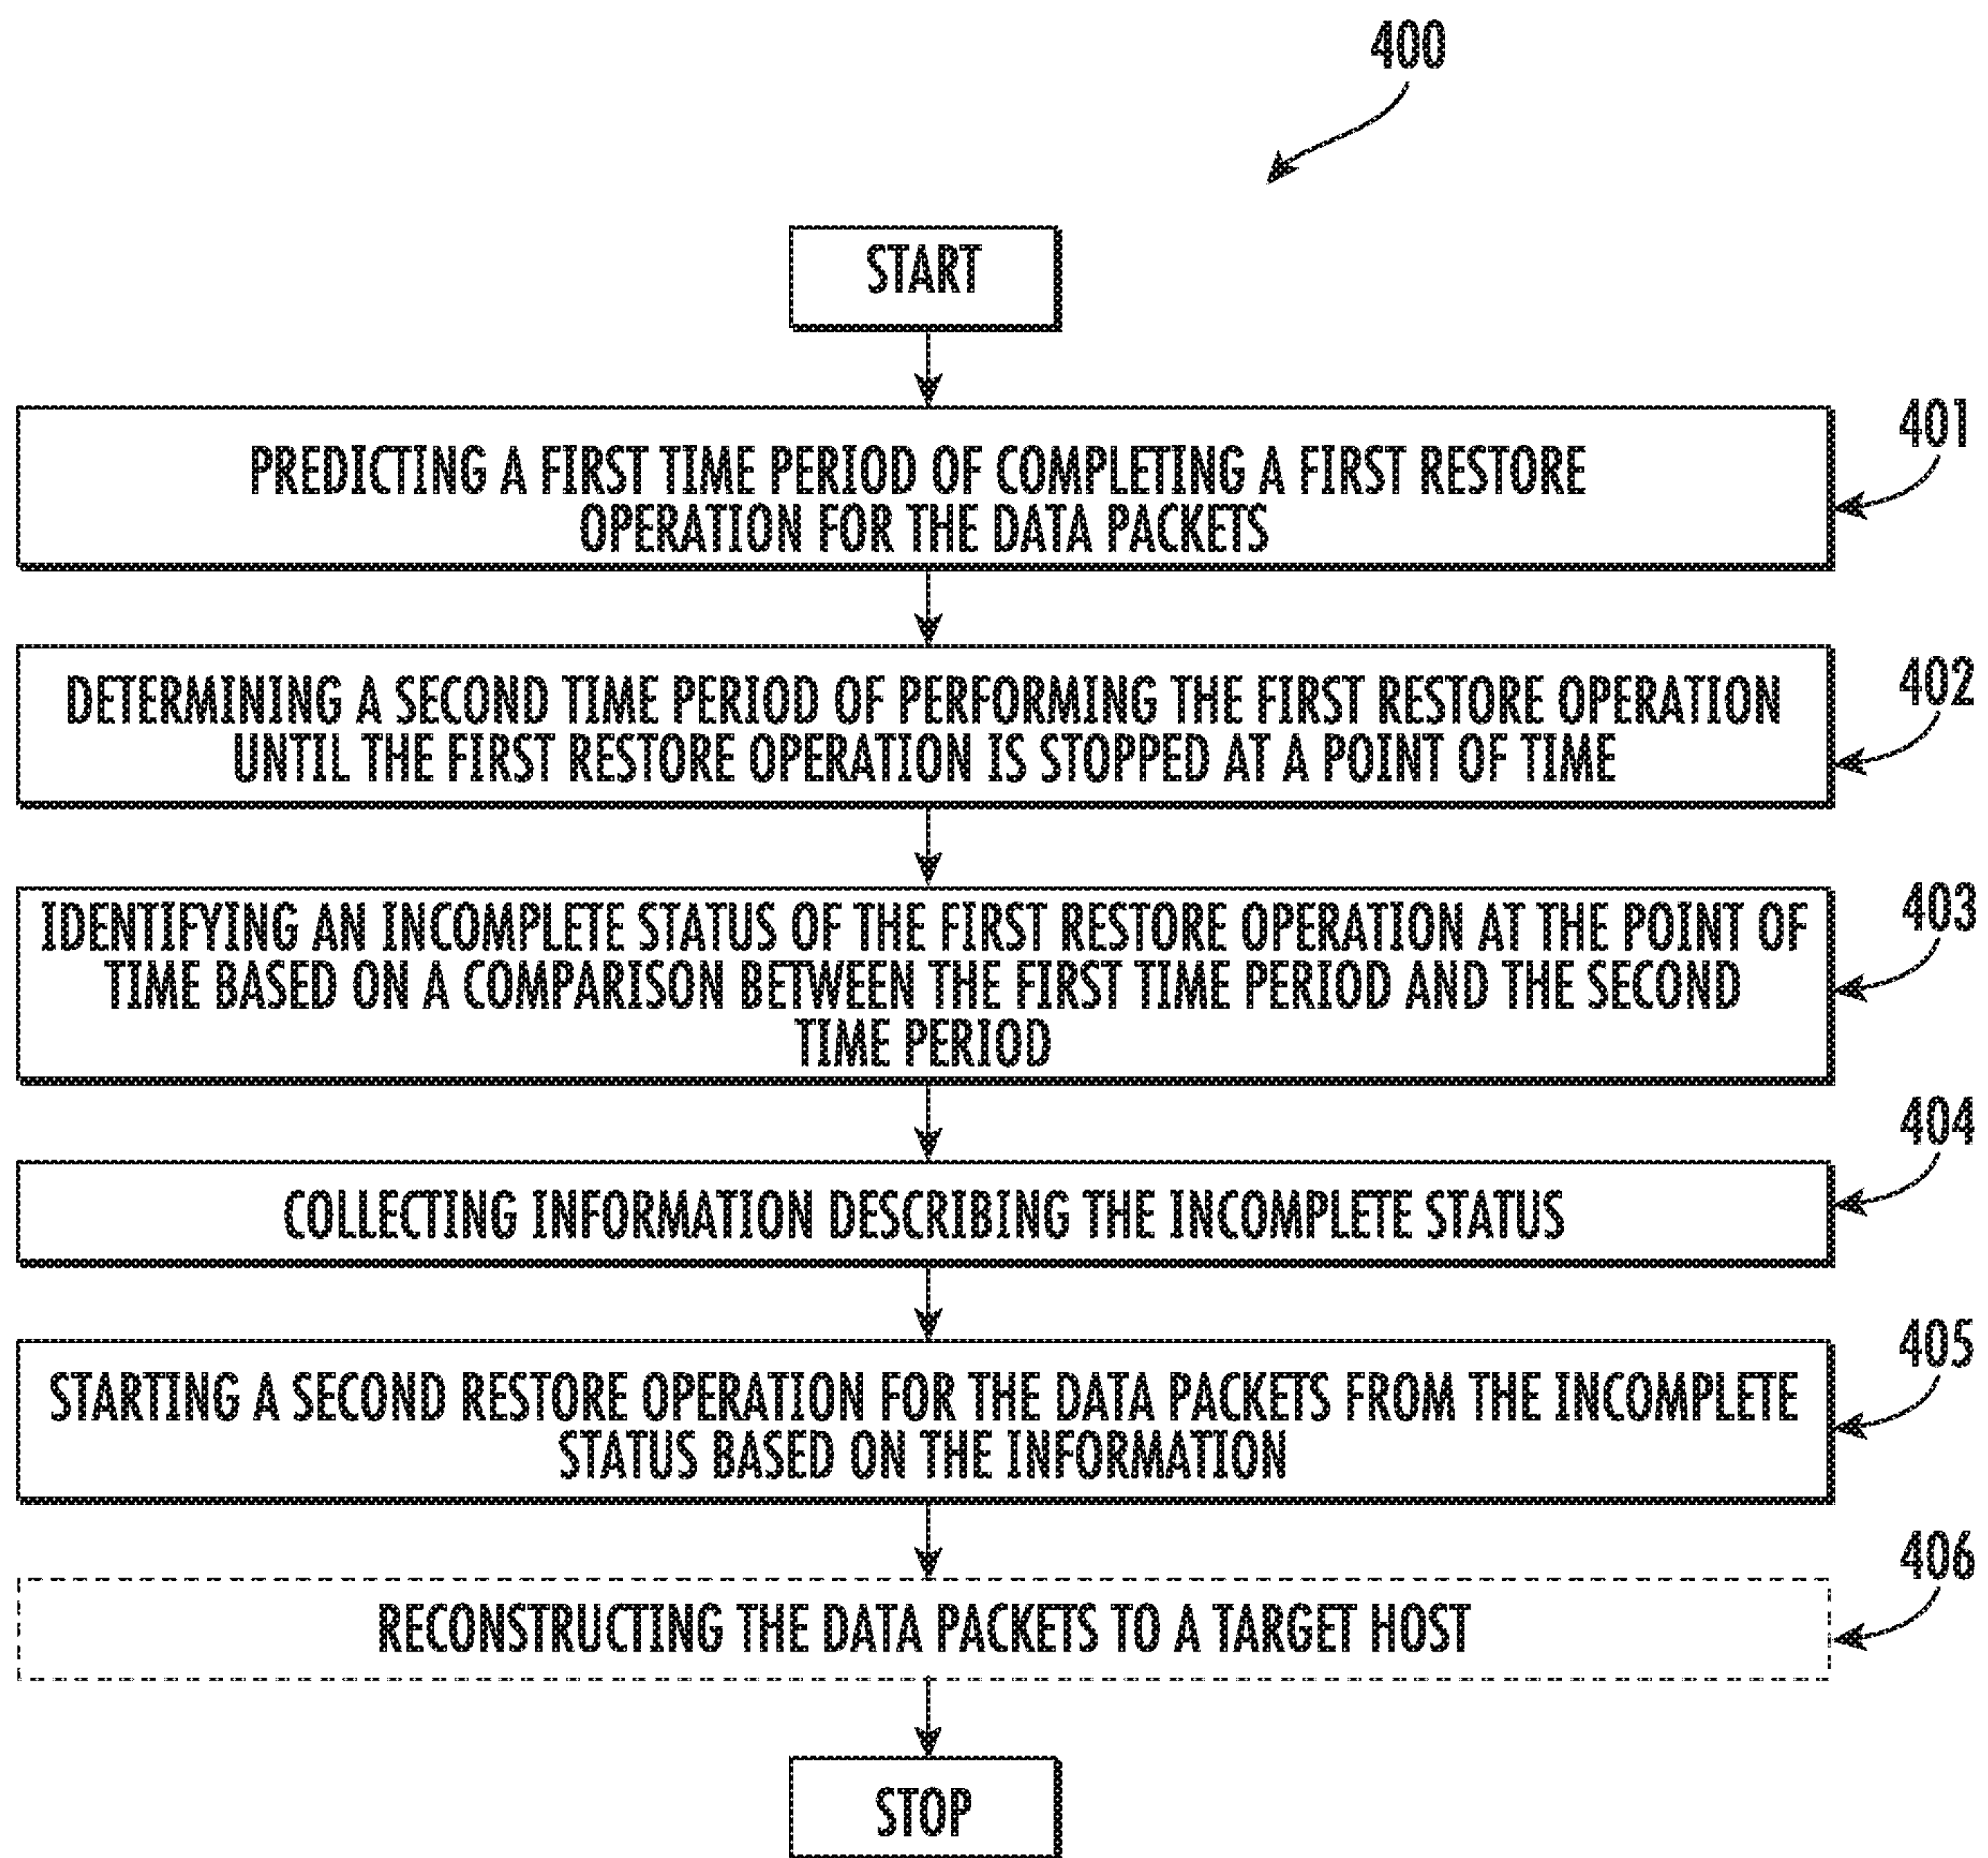 400
START
401
PREDICTING A FIRST TIME PERIOD OF COMPLETING A FIRST RESTORE
OPERATION FOR THE DATA PACKETS
402
DETERMINING A SECOND TIME PERIOD OF PERFORMING THE FIRST RESTORE OPERATION
UNTIL THE FIRST RESTORE OPERATION IS STOPPED AT A POINT OF TIME
403
IDENTIFYING AN INCOMPLETE STATUS OF THE FIRST RESTORE OPERATION AT THE POINT OF
TIME BASED ON A COMPARISON BETWEEN THE FIRST TIME PERIOD AND THE SECOND
TIME PERIOD
404
COLLECTING INFORMATION DESCRIBING THE INCOMPLETE STATUS
405
STARTING A SECOND RESTORE OPERATION FOR THE DATA PACKETS FROM THE INCOMPLETE
STATUS BASED ON THE INFORMATION
406
RECONSTRUCTING THE DATA PACKETS TO A TARGET HOST
STOP